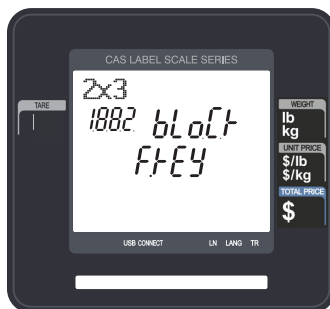 CAS LABEL SCALE SERIES
2x3
1882. bLoCk
F.kEY
TARE
WEIGHT
lb
kg
UNIT PRICE
$/lb
$/kg
TOTAL PRICE
$
USB CONNECT LN LANG TR